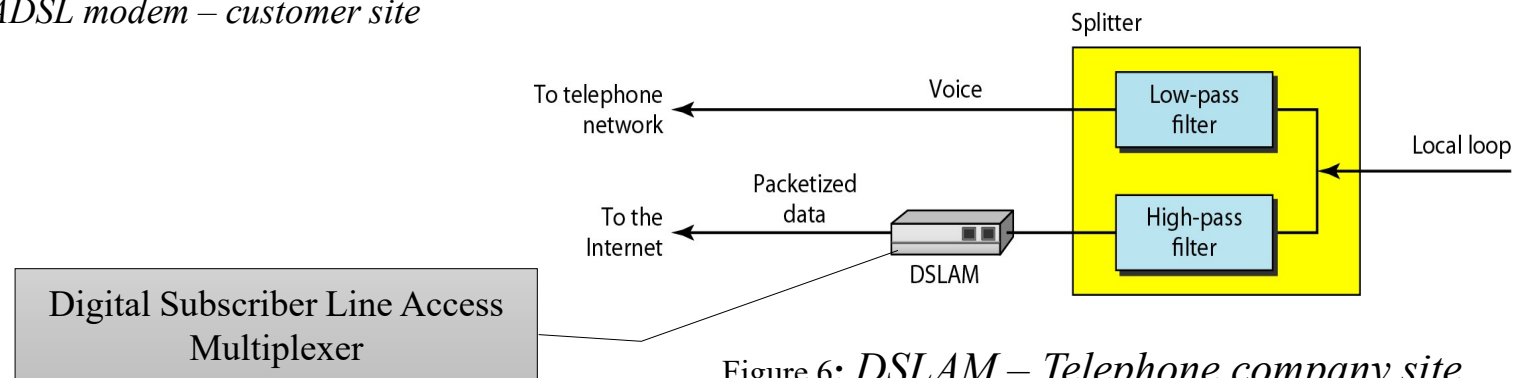 ADSL modem – customer site
Splitter
To telephone
network
Voice
Low-pass
filter
Local loop
Packetized
data
To the
Internet
High-pass
filter
DSLAM
Digital Subscriber Line Access
Multiplexer
Figure 6: DSLAM – Telephone company site